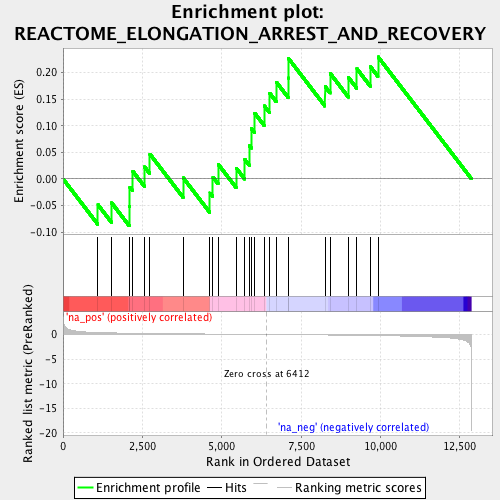 Enrichment plot:
REACTOME_ELONGATION_ARREST_AND_RECOVERY
Enrichment score (ES)
0.20
0.15
0.10
0.05
0.00
-0.05
-0.10
'na_pos' (positively correlated)
Ranked list metric (PreRanked)
0
-5
-10
-15
-20
Zero cross at 6412
'na_neg' (negatively correlated)
0
2,500
5,000
7,500
10,000
12,500
Rank in Ordered Dataset
Enrichment profile
Hits
Ranking metric scores